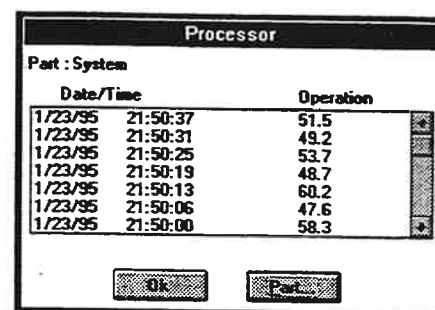 Processor
Part : System
Date/Time Operation
1/23/95 21:50:37 51.5
1/23/95 21:50:31 49.2
1/23/95 21:50:25 53.7
1/23/95 21:50:19 48.7
1/23/95 21:50:13 60.2
1/23/95 21:50:06 47.6
1/23/95 21:50:00 58.3
Ok Part...